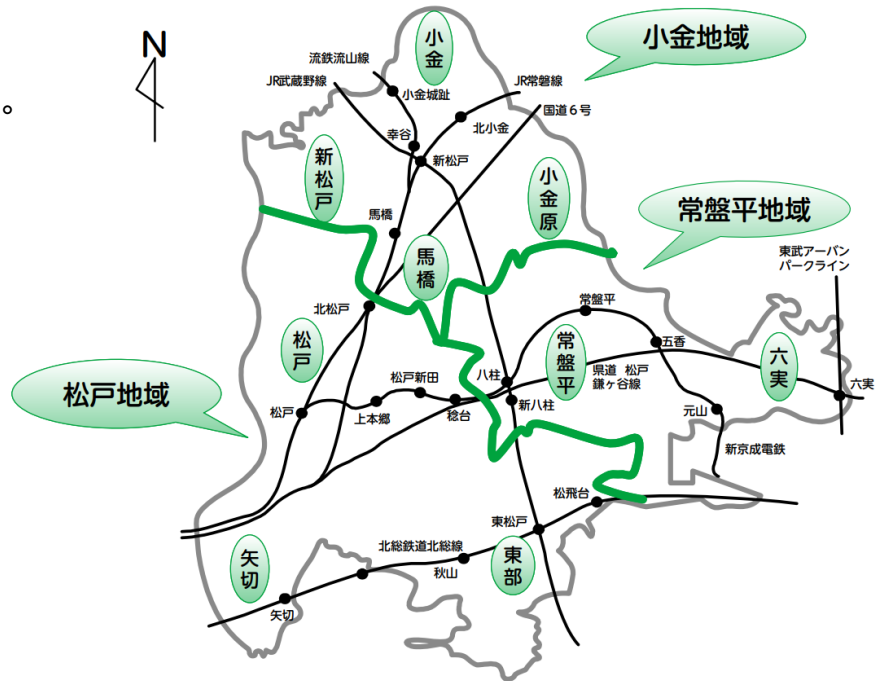 N
。
小金
小金地域
流鉄流山線
JR武蔵野線
小金城趾
JR常磐線
国道6号
北小金
幸谷
新松戸
新松戸
小金原
常盤平地域
馬橋
馬橋
東武アーバン
パークライン
北松戸
常盤平
松戸
常盤平
五香
六実
松戸地域
松戸新田
八柱
県道 松戸
鎌ヶ谷線
六実
松戸
上本郷
稔台
新八柱
元山
新京成電鉄
松飛台
東松戸
北総鉄道北総線
秋山
東部
矢切
矢切